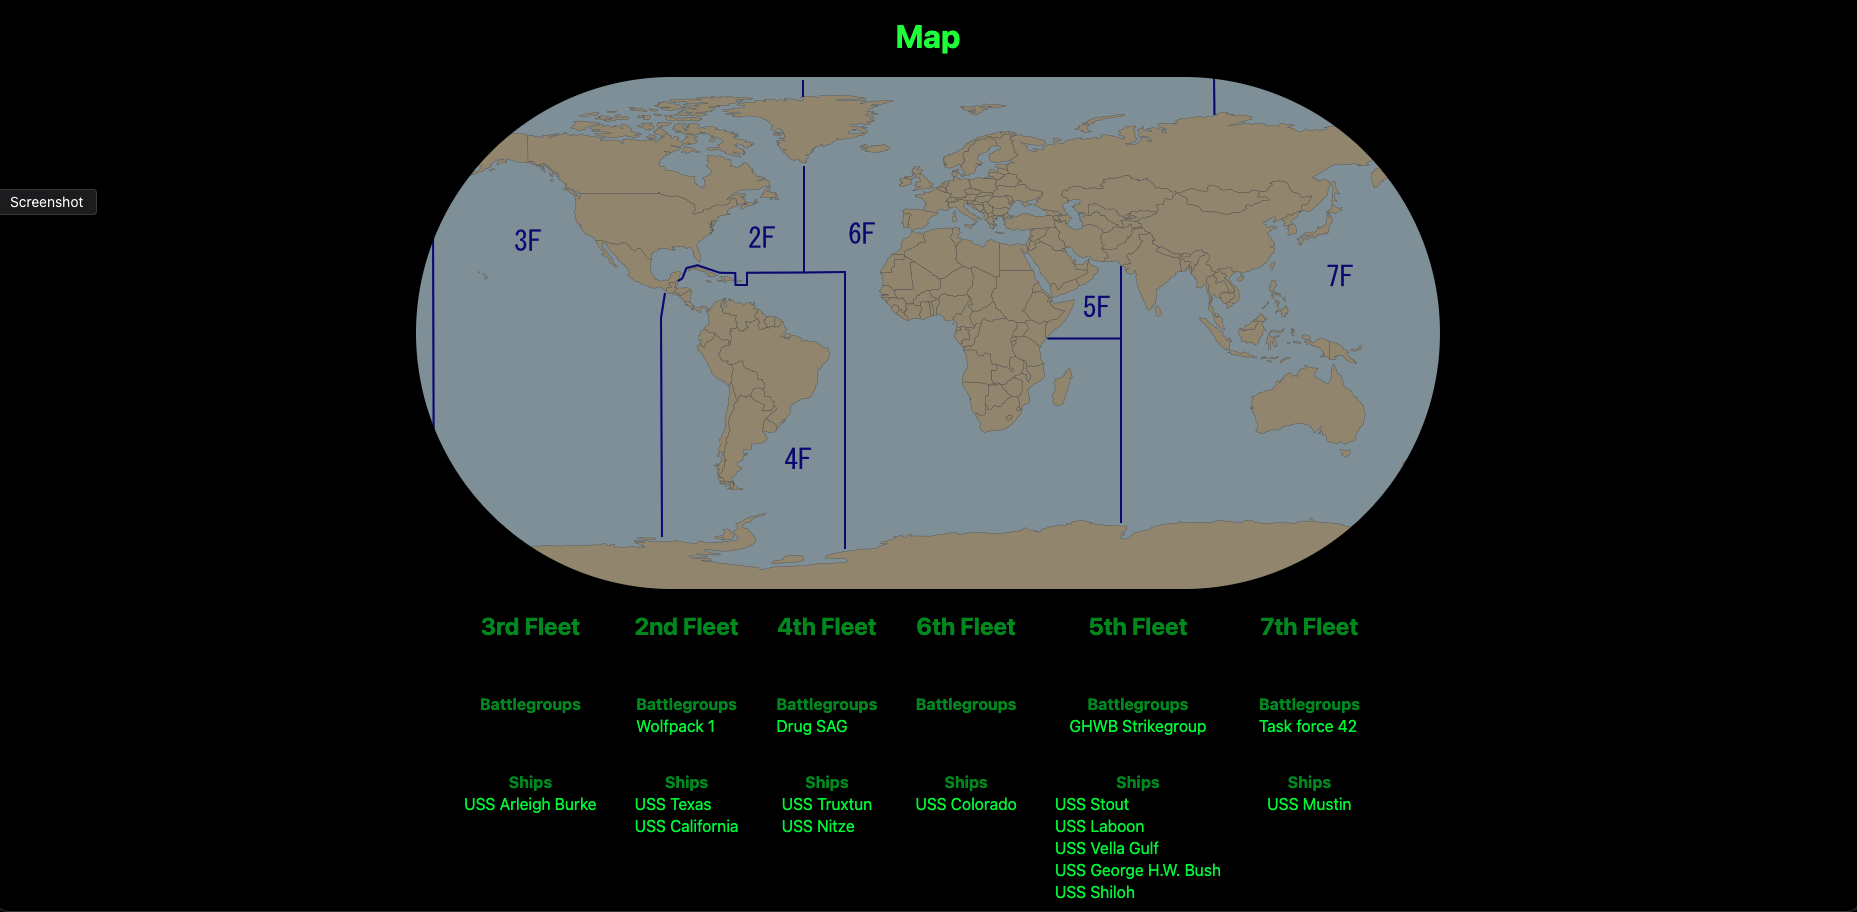 Map
Screenshot
3F
2F
6F
7F
5F
4F
3rd Fleet
2nd Fleet
4th Fleet
6th Fleet
5th Fleet
7th Fleet
Battlegroups
Battlegroups
Wolfpack 1
Battlegroups
Drug SAG
Battlegroups
Battlegroups
GHWB Strikegroup
Battlegroups
Task force 42
Ships
USS Arleigh Burke
Ships
USS Texas
USS California
Ships
USS Truxtun
USS Nitze
Ships
USS Colorado
Ships
USS Stout
USS Laboon
USS Vella Gulf
USS George H.W. Bush
USS Shiloh
Ships
USS Mustin